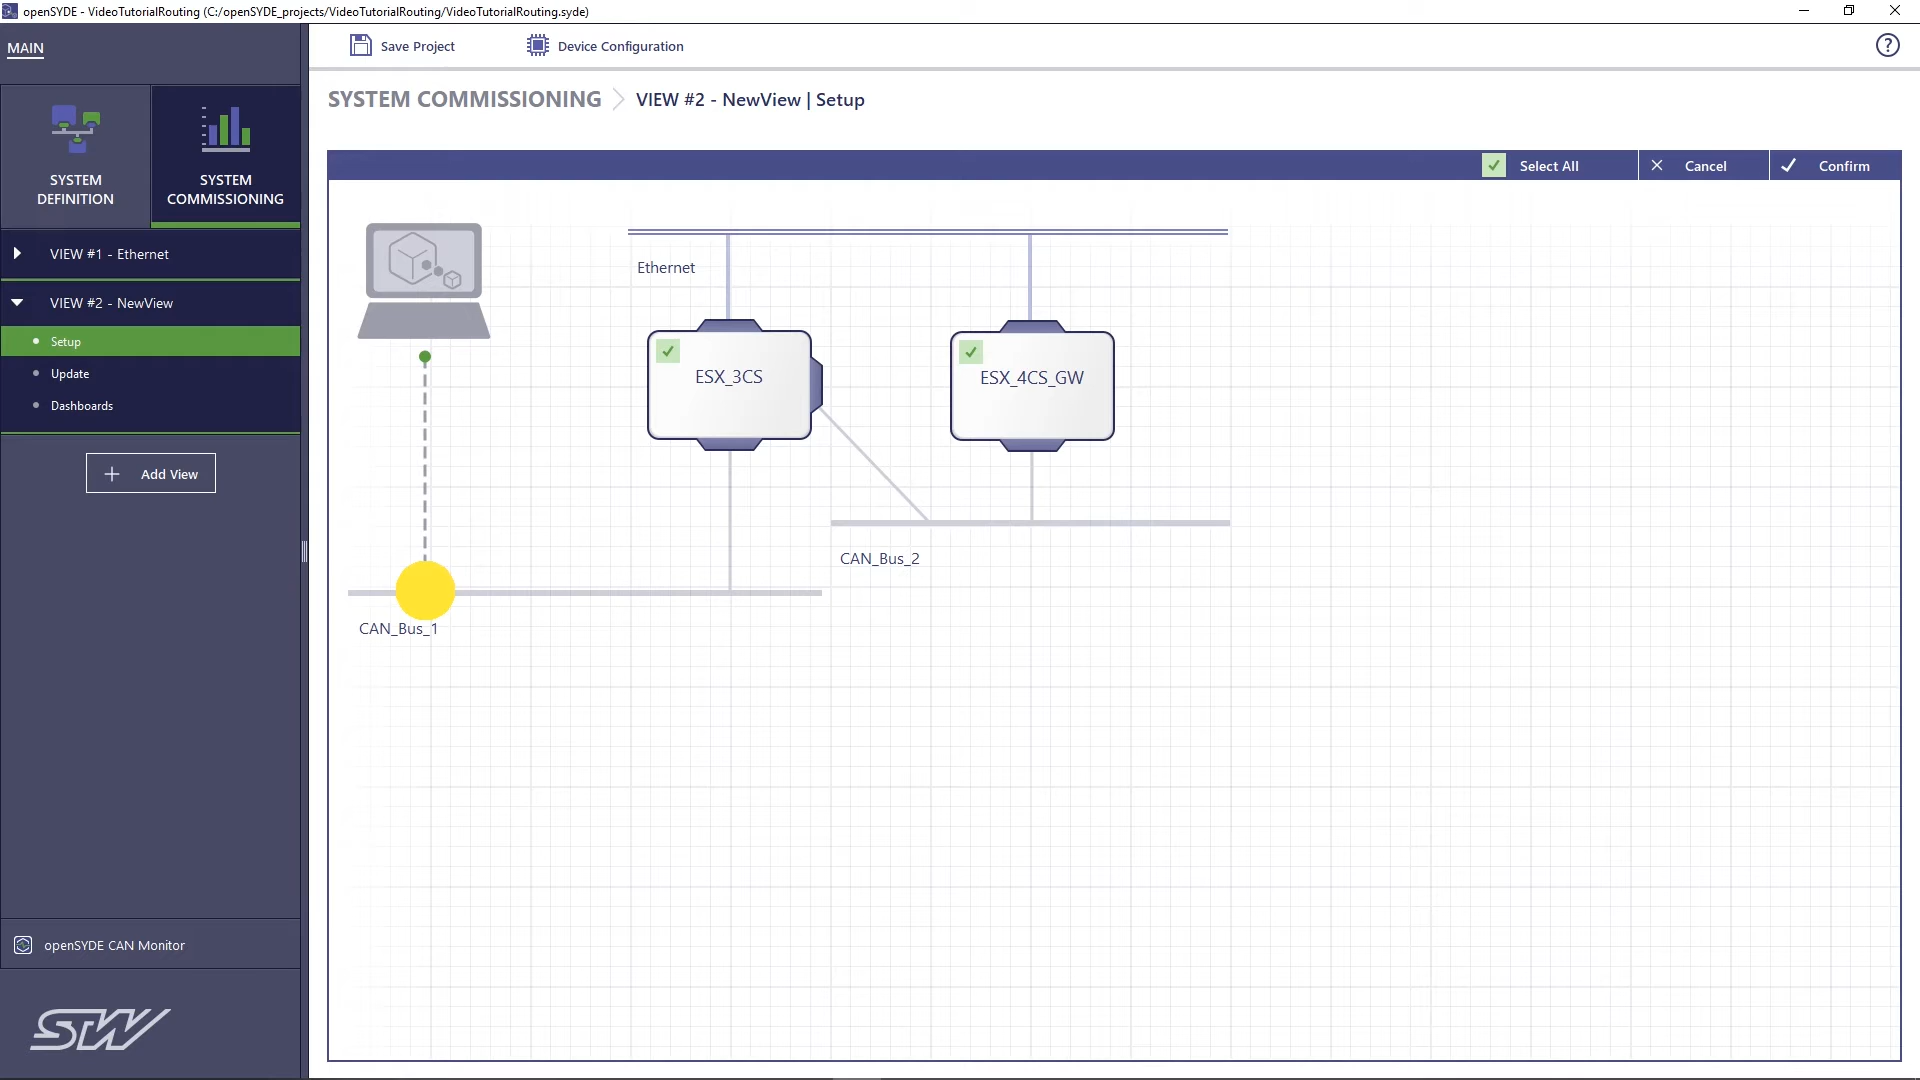 openSYDE - VideoTutorialRouting (C:/openSYDE_projects/VideoTutorialRouting/VideoTutorialRouting.syde)
MAIN
Save Project
Device Configuration
?
SYSTEM COMMISSIONING
VIEW #2 - NewView | Setup
SYSTEM
DEFINITION
SYSTEM
COMMISSIONING
Select All
Cancel
Confirm
VIEW #1 - Ethernet
VIEW #2 - NewView
Setup
Update
Dashboards
Add View
Ethernet
ESX_3CS
ESX_4CS_GW
CAN_Bus_2
CAN_Bus_1
openSYDE CAN Monitor
STW